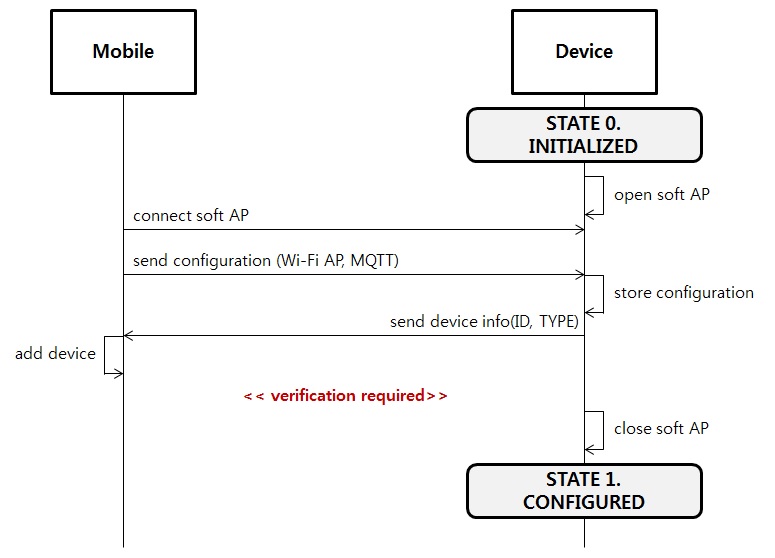 Mobile
Device
STATE 0.
INITIALIZED
open soft AP
connect soft AP
send configuration (Wi-Fi AP, MQTT)
store configuration
send device info(ID, TYPE)
add device
<< verification required>>
close soft AP
STATE 1.
CONFIGURED